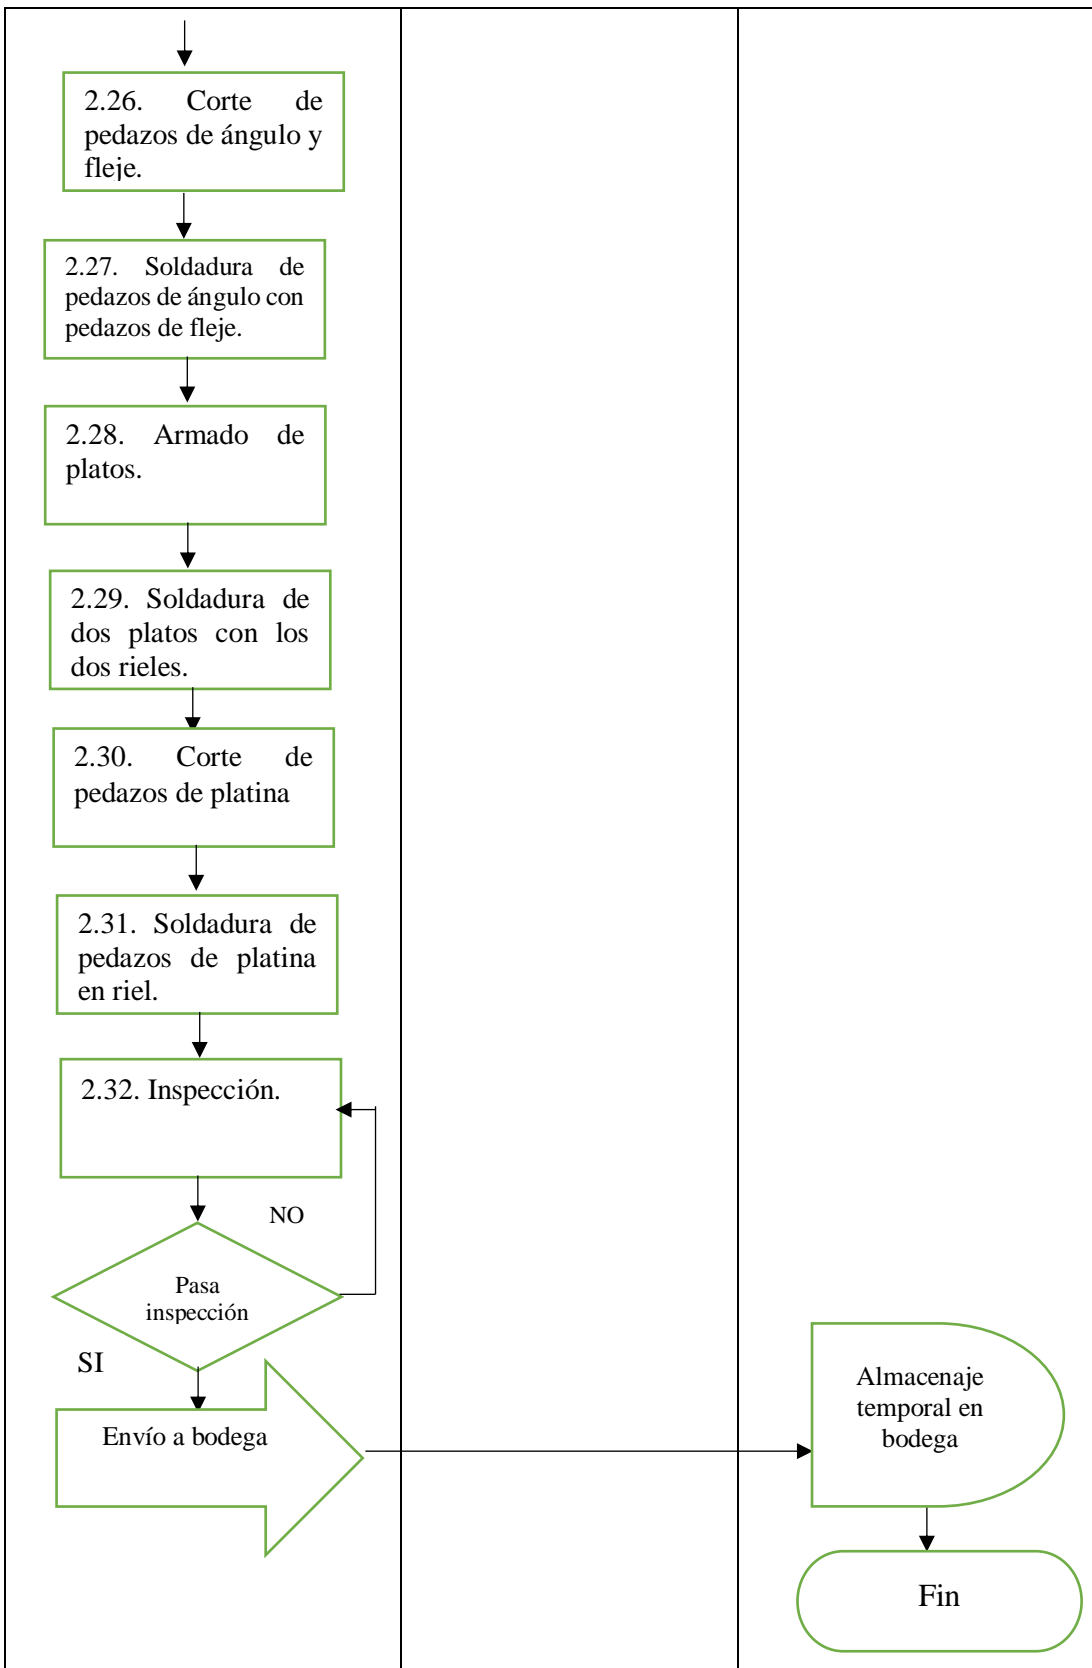 2.26. Corte de
pedazos de ángulo y
fleje.
2.27. Soldadura de
pedazos de ángulo con
pedazos de fleje.
2.28. Armado de
platos.
2.29. Soldadura de
dos platos con los
dos rieles.
2.30. Corte de
pedazos de platina
2.31. Soldadura de
pedazos de platina
en riel.
2.32. Inspección.
NO
Pasa
inspección
SI
Envío a bodega
Almacenaje
temporal en
bodega
Fin